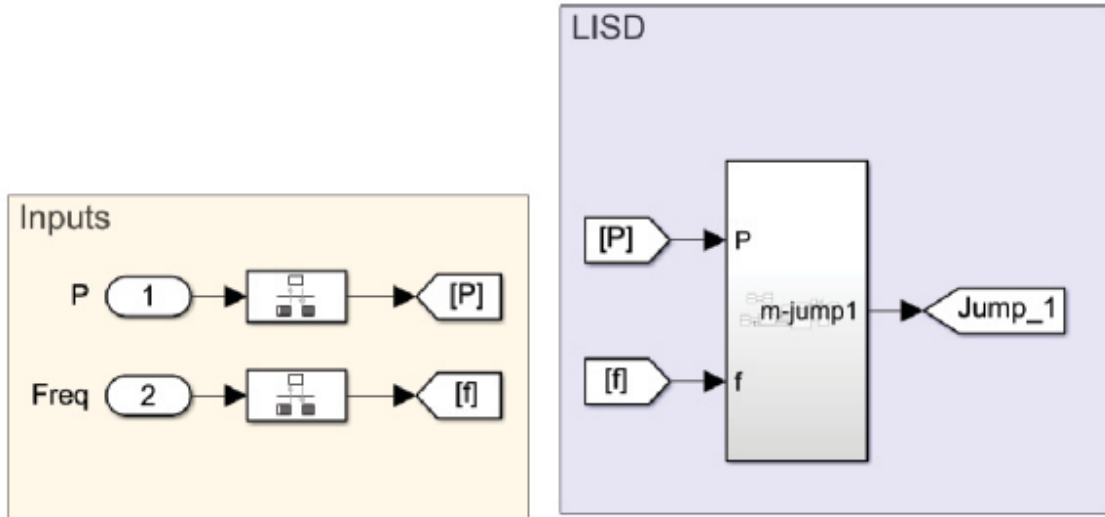 Inputs
P
1
[P]
Freq
2
[f]
LISD
[P]
P
m-jump1
Jump_1
[f]
f